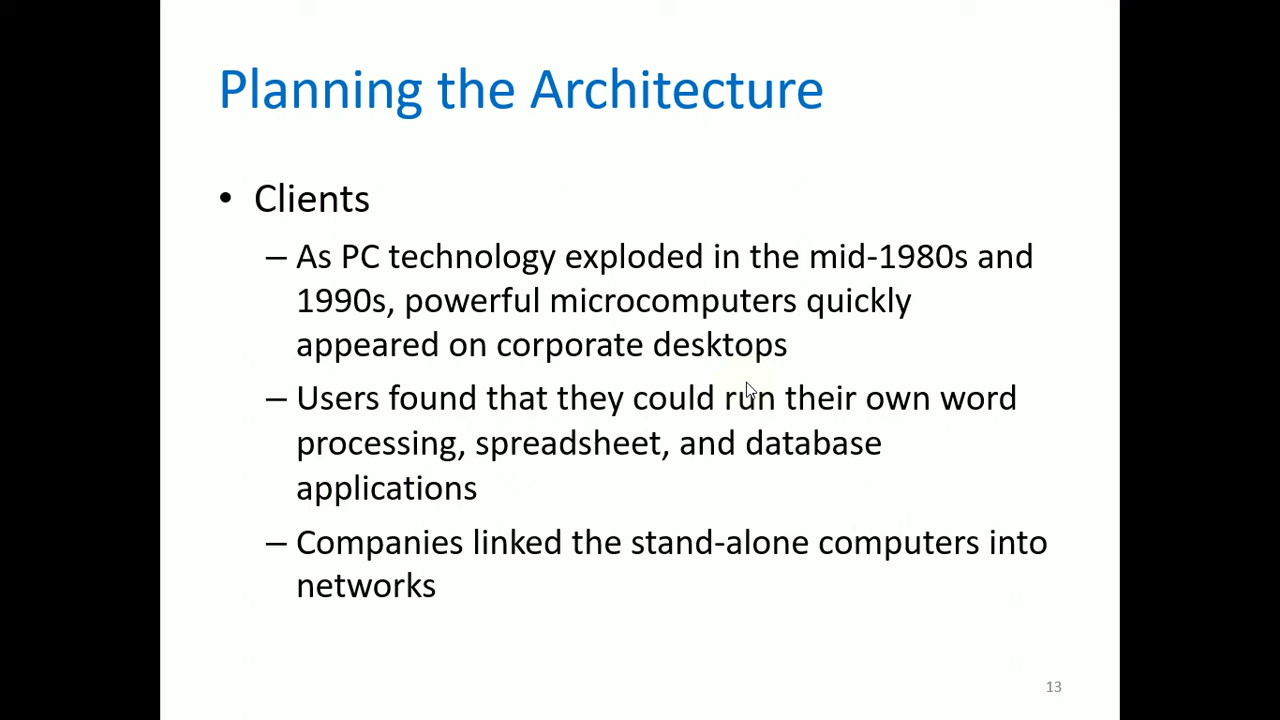 Planning the Architecture
• Clients
– As PC technology exploded in the mid-1980s and
1990s, powerful microcomputers quickly
appeared on corporate desktops
– Users found that they could run their own word
processing, spreadsheet, and database
applications
– Companies linked the stand-alone computers into
networks
13